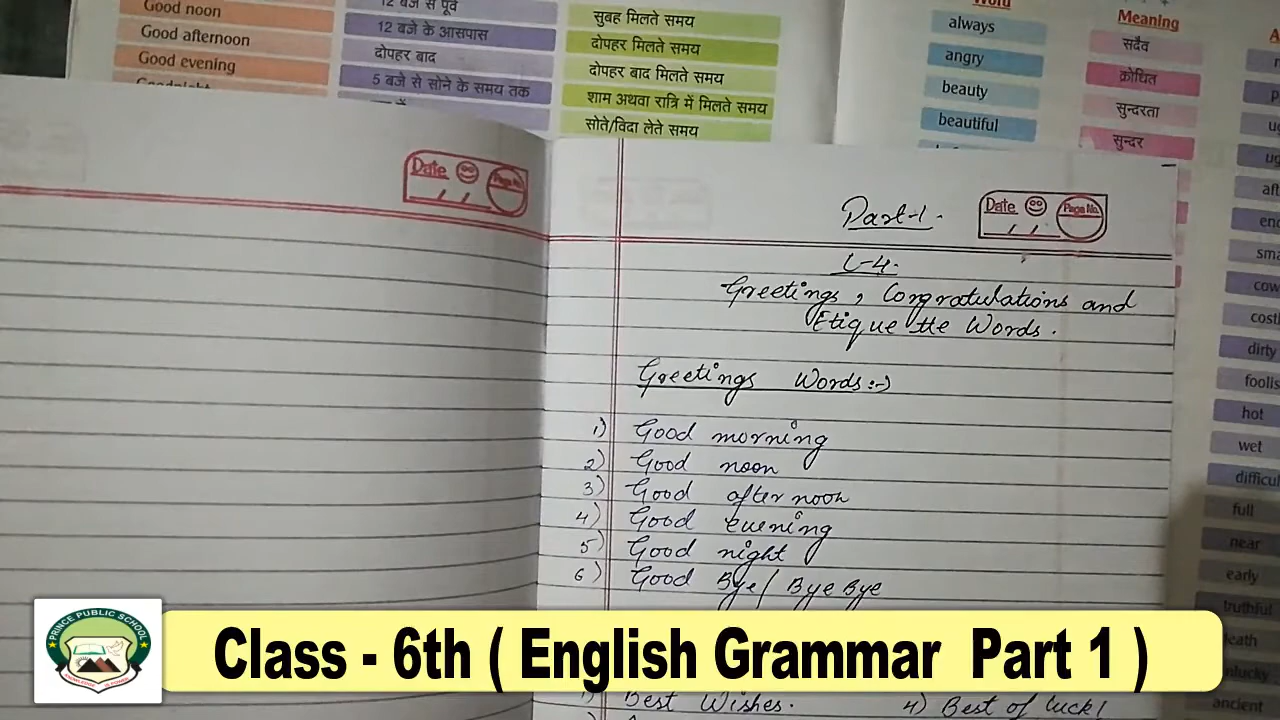 Good noon
Good afternoon
Good evening
12 बजे से पूर्व
12 बजे के आसपास
दोपहर बाद
5 बजे से सोने के समय तक
सुबह मिलते समय
दोपहर मिलते समय
दोपहर बाद मिलते समय
शाम अथवा रात्रि में मिलते समय
सोते/विदा लेते समय
Word
always
angry
beauty
beautiful
Meaning
सदैव
क्रोधित
सुन्दरता
सुन्दर
Date
Page No.
Part-1.
Date
Page No.
L-4.
Greetings, Congratulations and
Etique tte Words.
Greetings Words:-)
1) Good morning
2) Good noon
3) Good after noon
4) Good evening
5) Good night
6) Good Bye/ Bye Bye
dirty
hot
wet
full
near
early
truthful
ancient
PRINCE PUBLIC SCHOOL
Class - 6th ( English Grammar Part 1 )
1) Best Wishes.
4) Best of luck!